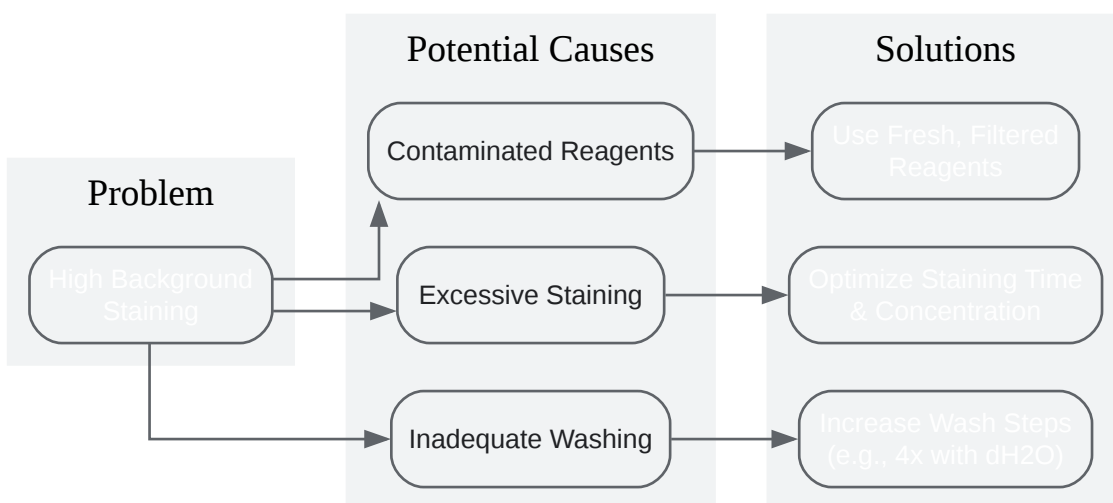 Problem
High Background
Staining
Potential Causes
Contaminated Reagents
Excessive Staining
Inadequate Washing
Solutions
Use Fresh, Filtered
Reagents
Optimize Staining Time
& Concentration
Increase Wash Steps
(e.g., 4x with dH2O)